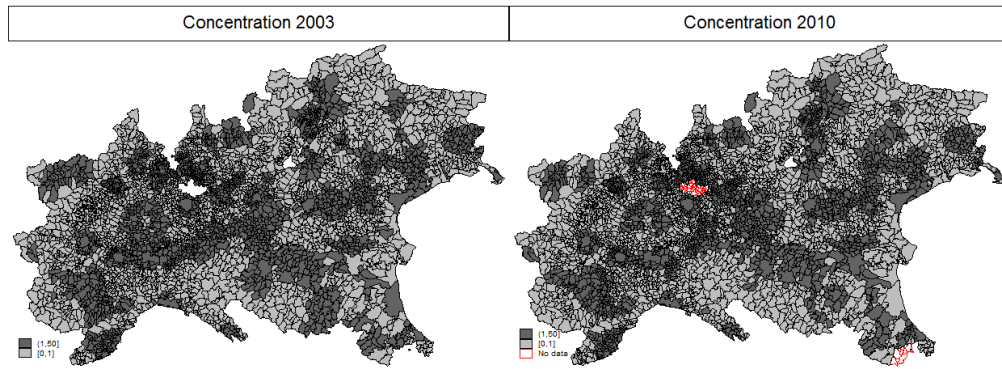 Concentration 2003
Concentration 2010
(1,50]
[0,1]
(1,50]
[0,1]
No data